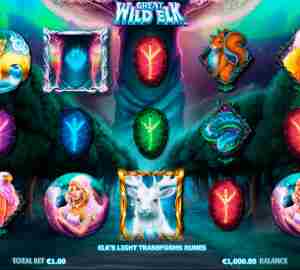 GREAT
WILD ELK
ELK'S LIGHT TRANSFORMS RUNES
TOTAL BET €1.00
€1,000.00 BALANCE